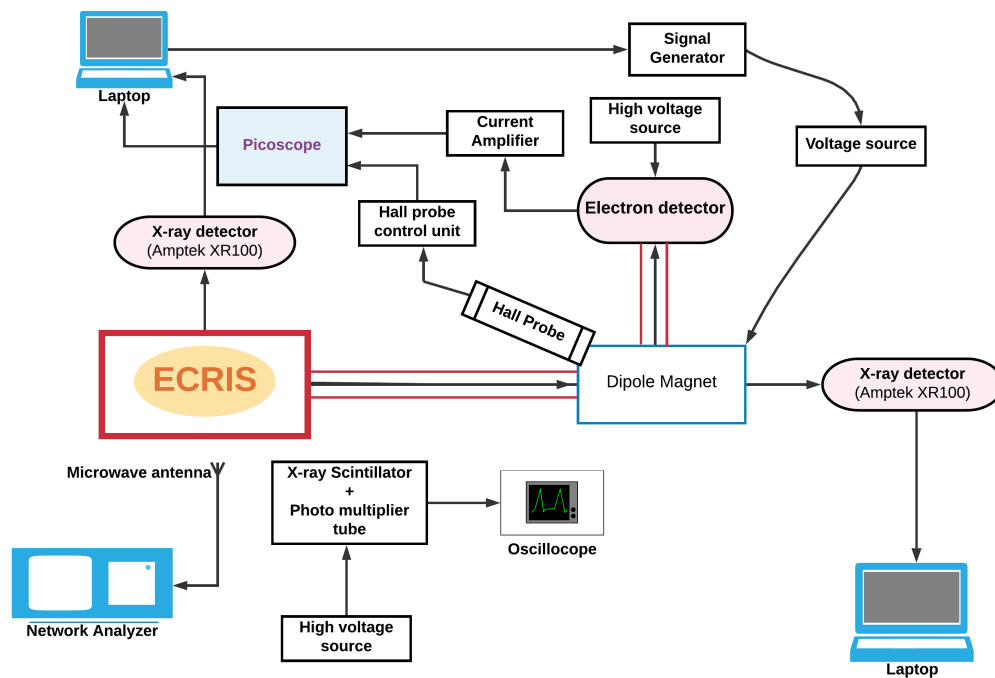 Laptop
Signal
Generator
Picoscope
Current
Amplifier
High voltage
source
Voltage source
X-ray detector
(Amptek XR100)
Hall probe
control unit
Electron detector
Hall Probe
ECRIS
Dipole Magnet
X-ray detector
(Amptek XR100)
Microwave antenna
X-ray Scintillator
+
Photo multiplier
tube
Oscillocope
Network Analyzer
High voltage
source
Laptop